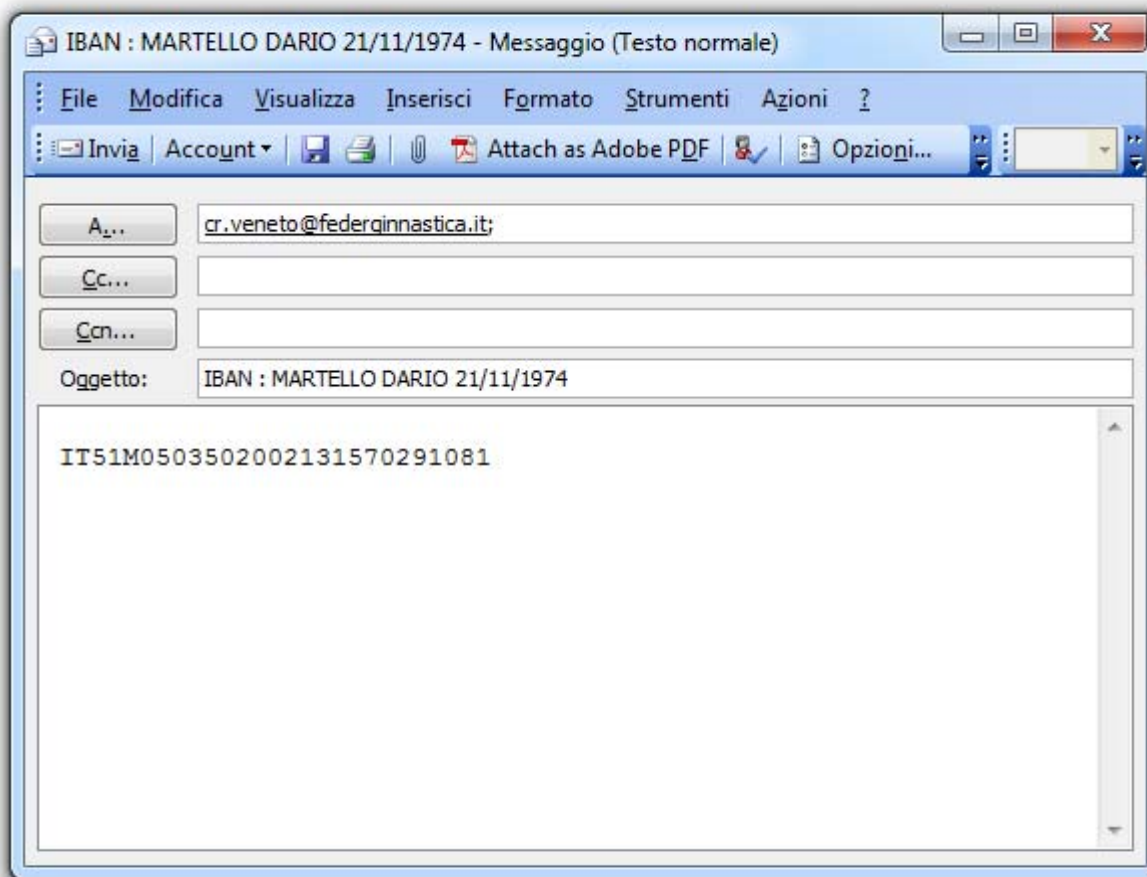 IBAN : MARTELLO DARIO 21/11/1974 - Messaggio (Testo normale)
File Modifica Visualizza Inserisci Formato Strumenti Azioni ?
Invia Account Attach as Adobe PDF Opzioni...
A... cr.veneto@federginnastica.it;
Cc...
Ccn...
Oggetto: IBAN : MARTELLO DARIO 21/11/1974
IT51M0503502002131570291081